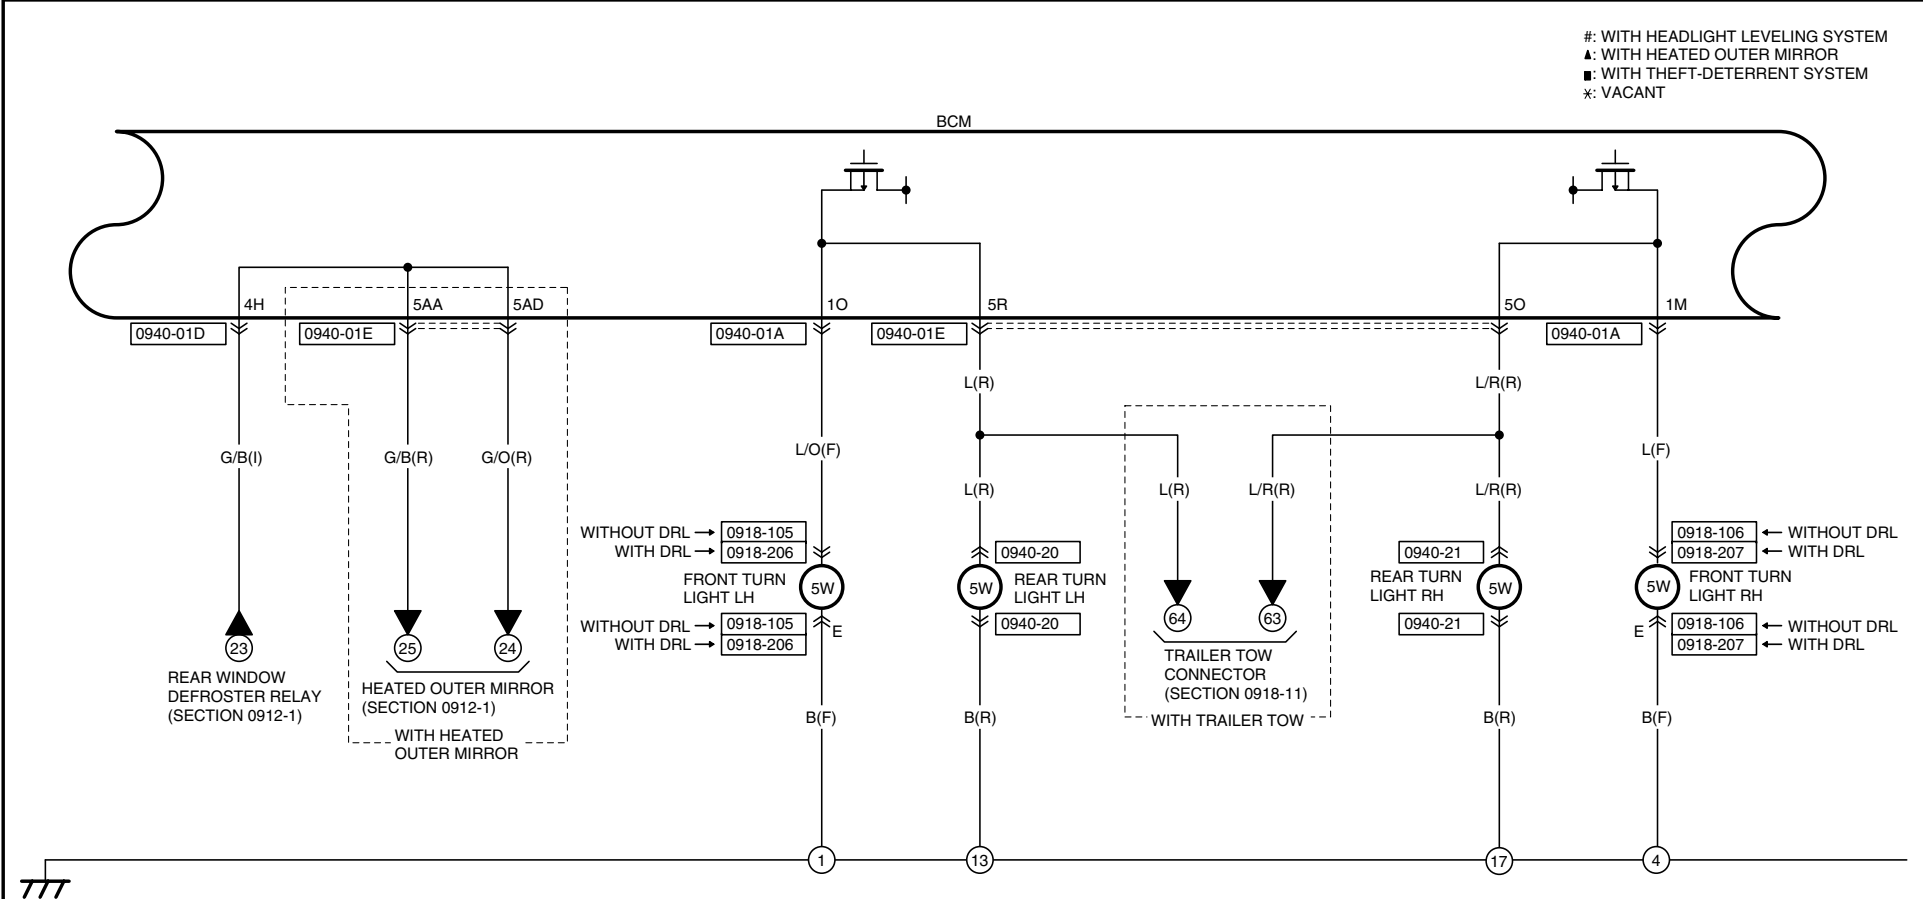 #: WITH HEADLIGHT LEVELING SYSTEM
▲: WITH HEATED OUTER MIRROR
■: WITH THEFT-DETERRENT SYSTEM
*: VACANT
BCM
4H 5AA 5AD 1O 5R 5O 1M
0940-01D 0940-01E 0940-01A 0940-01E 0940-01A
L(R) L/R(R)
G/B(I) G/B(R) G/O(R) L/O(F) L(F)
L(R) L(R) L/R(R) L/R(R)
WITHOUT DRL → 0918-105
WITH DRL → 0918-206
0940-20
0940-21
0918-106 ← WITHOUT DRL
0918-207 ← WITH DRL
FRONT TURN
LIGHT LH
5W
5W
REAR TURN
LIGHT LH
REAR TURN
LIGHT RH
5W
5W
FRONT TURN
LIGHT RH
WITHOUT DRL → 0918-105
WITH DRL → 0918-206
E
0940-20
64 63
0940-21
E
0918-106 ← WITHOUT DRL
0918-207 ← WITH DRL
23 25 24
REAR WINDOW
DEFROSTER RELAY
(SECTION 0912-1)
HEATED OUTER MIRROR
(SECTION 0912-1)
WITH HEATED
OUTER MIRROR
TRAILER TOW
CONNECTOR
(SECTION 0918-11)
WITH TRAILER TOW
B(F) B(R) B(R) B(F)
1 13 17 4